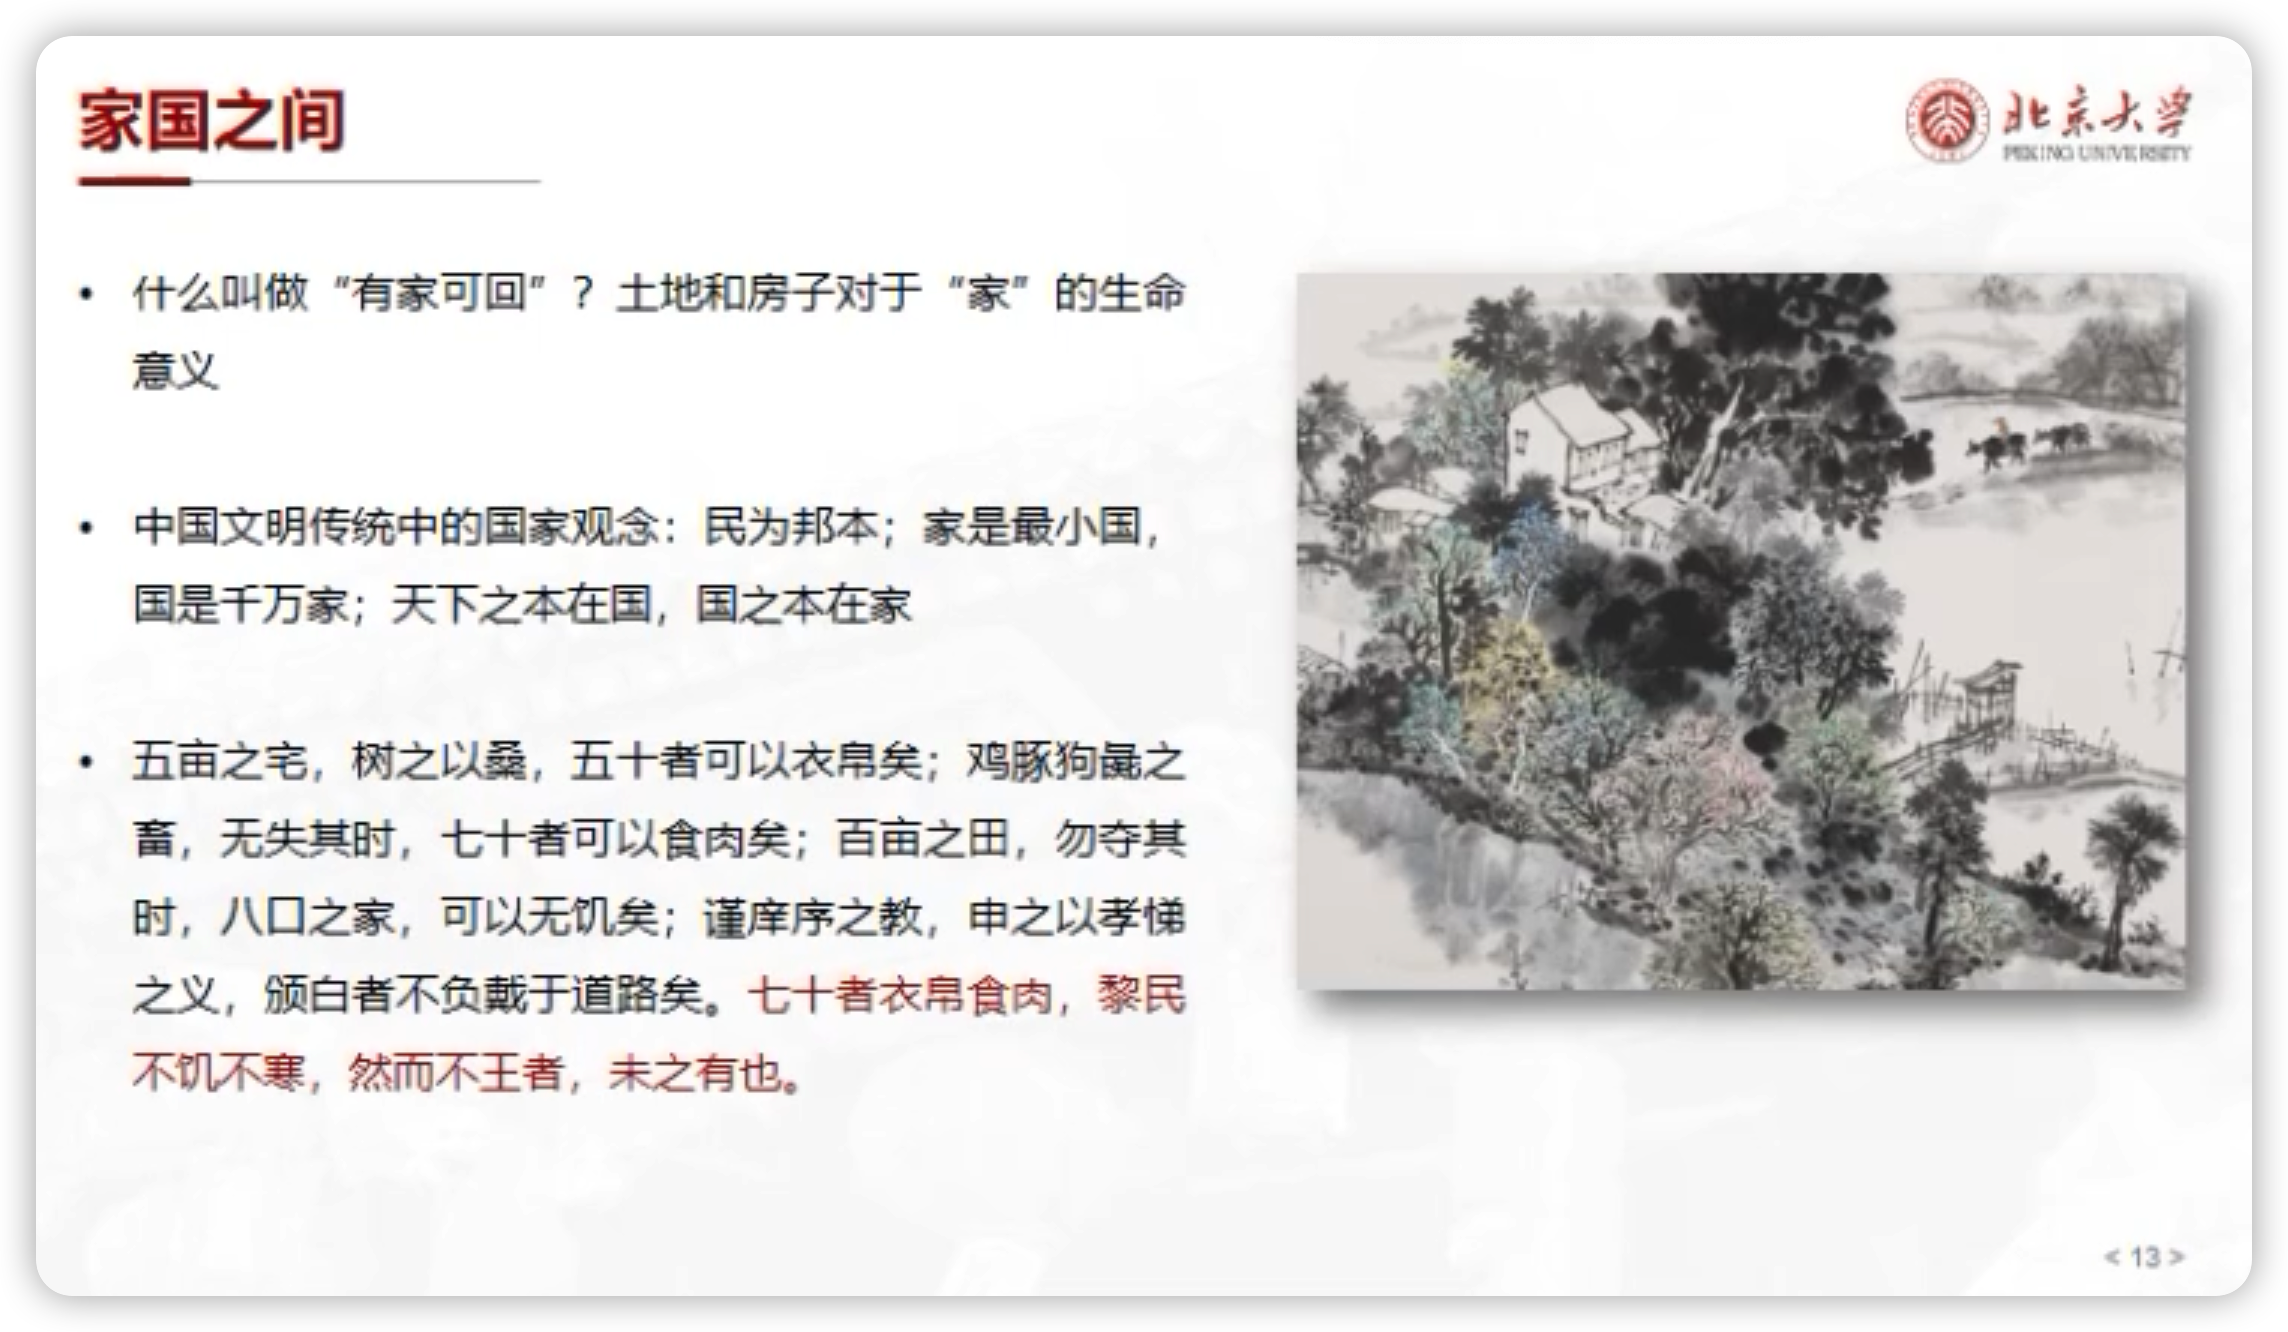 家国之间
北京大学
PEKING UNIVERSITY
• 什么叫做“有家可回”？土地和房子对于“家”的生命
意义
• 中国文明传统中的国家观念：民为邦本；家是最小国，
国是千万家；天下之本在国，国之本在家
• 五亩之宅，树之以桑，五十者可以衣帛矣；鸡豚狗彘之
畜，无失其时，七十者可以食肉矣；百亩之田，勿夺其
时，八口之家，可以无饥矣；谨庠序之教，申之以孝悌
之义，颁白者不负戴于道路矣。七十者衣帛食肉，黎民
不饥不寒，然而不王者，未之有也。
< 13 >